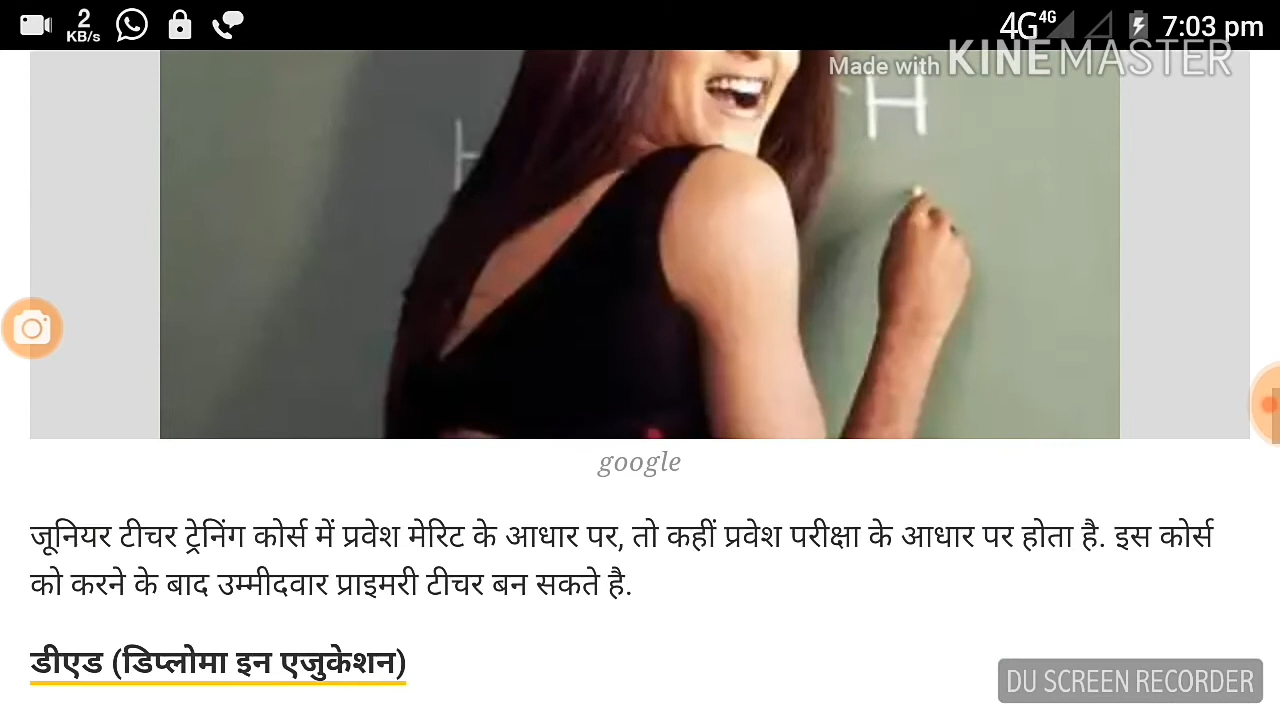 2
KB/s
4G 4G
7:03 pm
Made with KINEMASTER
H
H
google
जूनियर टीचर ट्रेनिंग कोर्स में प्रवेश मेरिट के आधार पर, तो कहीं प्रवेश परीक्षा के आधार पर होता है. इस कोर्स
को करने के बाद उम्मीदवार प्राइमरी टीचर बन सकते है.
डीएड (डिप्लोमा इन एजुकेशन)
DU SCREEN RECORDER